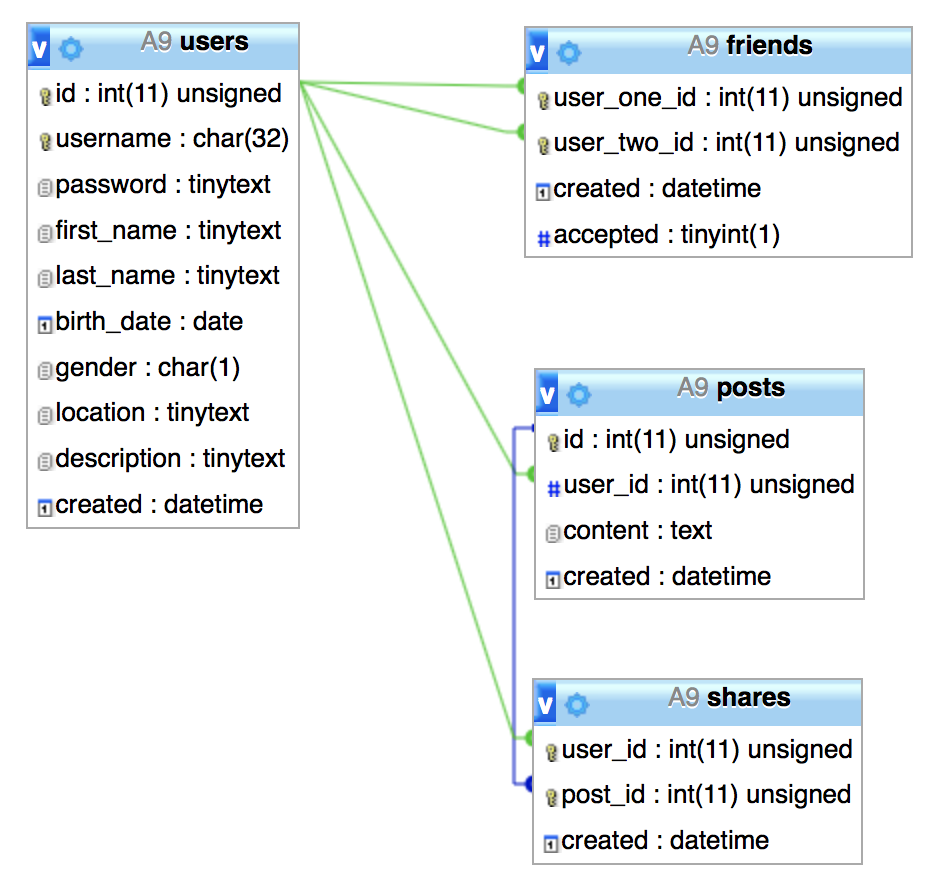 v A9 users
id : int(11) unsigned
username : char(32)
password : tinytext
first_name : tinytext
last_name : tinytext
birth_date : date
gender : char(1)
location : tinytext
description : tinytext
created : datetime
v A9 friends
user_one_id : int(11) unsigned
user_two_id : int(11) unsigned
created : datetime
# accepted : tinyint(1)
v A9 posts
id : int(11) unsigned
# user_id : int(11) unsigned
content : text
created : datetime
v A9 shares
user_id : int(11) unsigned
post_id : int(11) unsigned
created : datetime